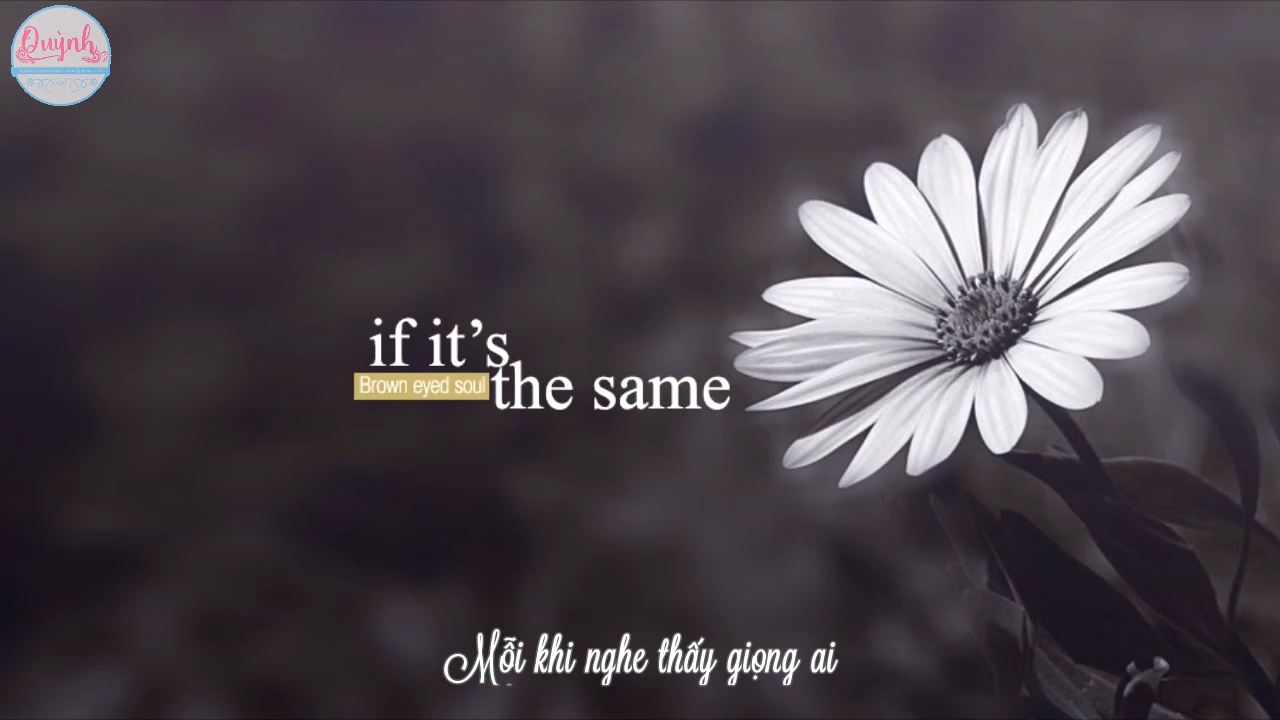 Quỳnh
if it's
Brown eyed soul
the same
Mỗi khi nghe thấy giọng ai